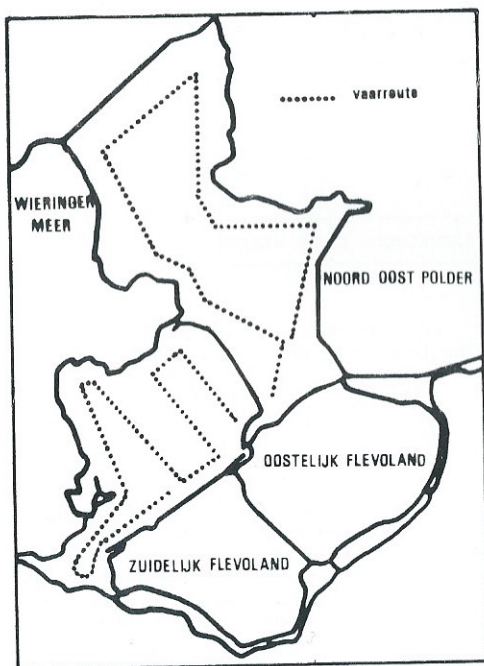 vaarroute
WIERINGER
MEER
NOORD OOST POLDER
OOSTELIJK FLEVOLAND
ZUIDELIJK FLEVOLAND